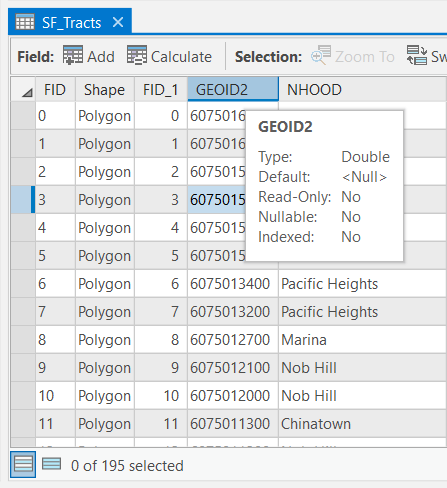 SF_Tracts ×
Field: Add Calculate Selection: Zoom To Sw
FID Shape FID_1 GEOID2 NHOOD
0 Polygon 0 6075016
1 Polygon 1 6075016
2 Polygon 2 6075015
3 Polygon 3 6075015
4 Polygon 4 6075015
5 Polygon 5 6075015
GEOID2
Type: Double
Default: <Null>
Read-Only: No
Nullable: No
Indexed: No
6 Polygon 6 6075013400 Pacific Heights
7 Polygon 7 6075013200 Pacific Heights
8 Polygon 8 6075012700 Marina
9 Polygon 9 6075012100 Nob Hill
10 Polygon 10 6075012000 Nob Hill
11 Polygon 11 6075011300 Chinatown
0 of 195 selected